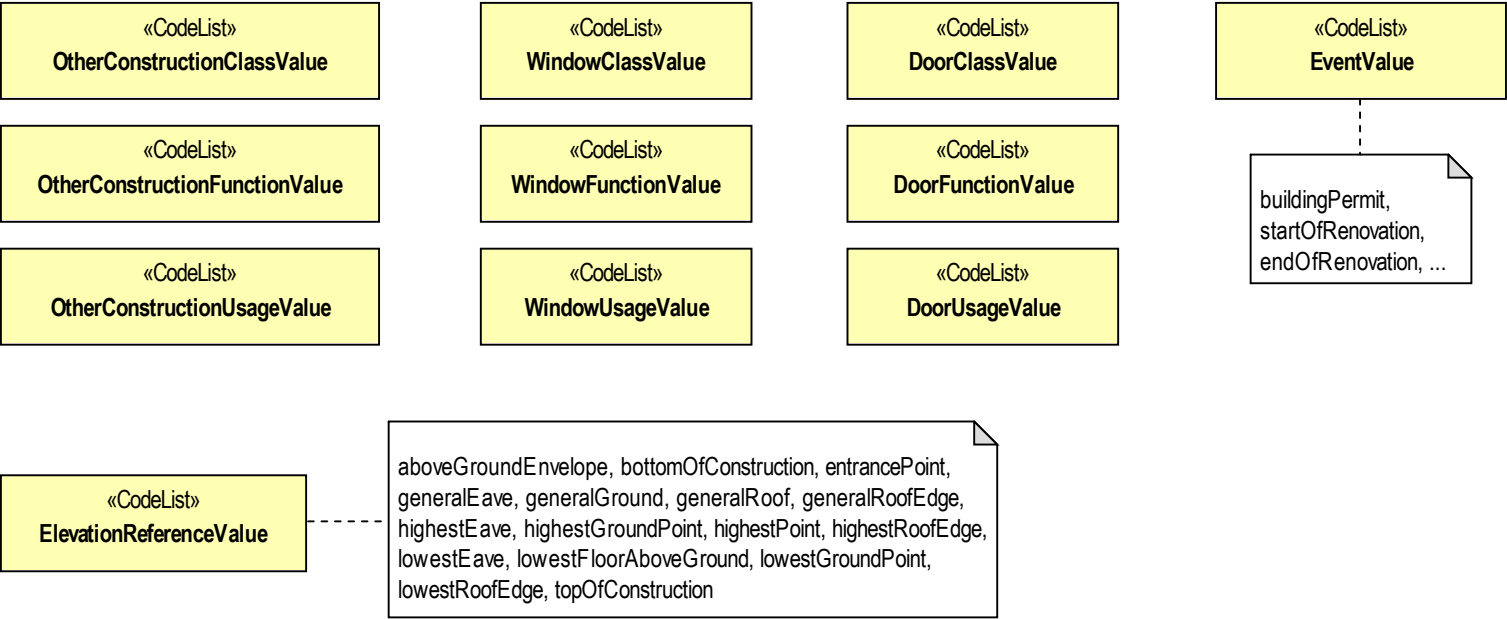 «CodeList»
OtherConstructionClassValue
«CodeList»
WindowClassValue
«CodeList»
DoorClassValue
«CodeList»
EventValue
«CodeList»
OtherConstructionFunctionValue
«CodeList»
WindowFunctionValue
«CodeList»
DoorFunctionValue
buildingPermit,
startOfRenovation,
endOfRenovation, ...
«CodeList»
OtherConstructionUsageValue
«CodeList»
WindowUsageValue
«CodeList»
DoorUsageValue
«CodeList»
ElevationReferenceValue
aboveGroundEnvelope, bottomOfConstruction, entrancePoint,
generalEave, generalGround, generalRoof, generalRoofEdge,
highestEave, highestGroundPoint, highestPoint, highestRoofEdge,
lowestEave, lowestFloorAboveGround, lowestGroundPoint,
lowestRoofEdge, topOfConstruction